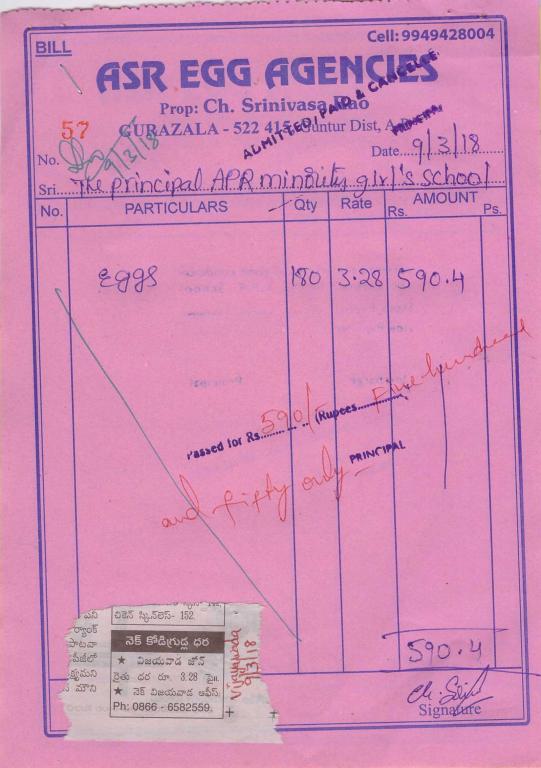 BILL
Cell: 9949428004
ASR EGG AGENCIES
Prop: Ch. Srinivasa Rao
GURAZALA - 522 415, Guntur Dist, A.P.
ADMITTED, PAID & CANCELLED
PRINCIPAL
No. 57
9/3/18
Date 9/3/18
Sri The principal APR minority girl's school
No. PARTICULARS Qty Rate AMOUNT
Rs. Ps.
eggs 180 3.28 590.4
Passed for Rs. 590/- (Rupees Five hundred
and fifty only
PRINCIPAL
590.4
Signature
చికెన్ స్కిన్‌లెస్- 152
నెక్ కోడిగ్రుడ్ల ధర
★ విజయవాడ జోన్
రైతు ధర రూ. 3.28 పై॥
★ నెక్ విజయవాడ ఆఫీస్
Ph: 0866 - 6582559
Vijayawada
9/3/18